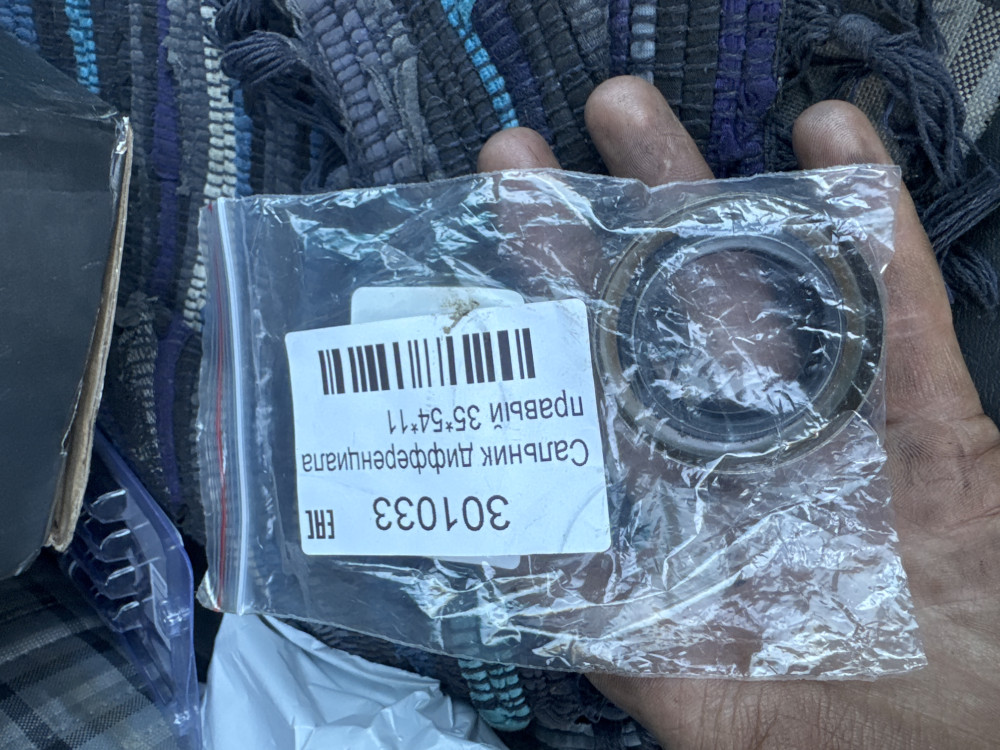 301033
EAC
Сальник дифференциала
правый 35*54*11